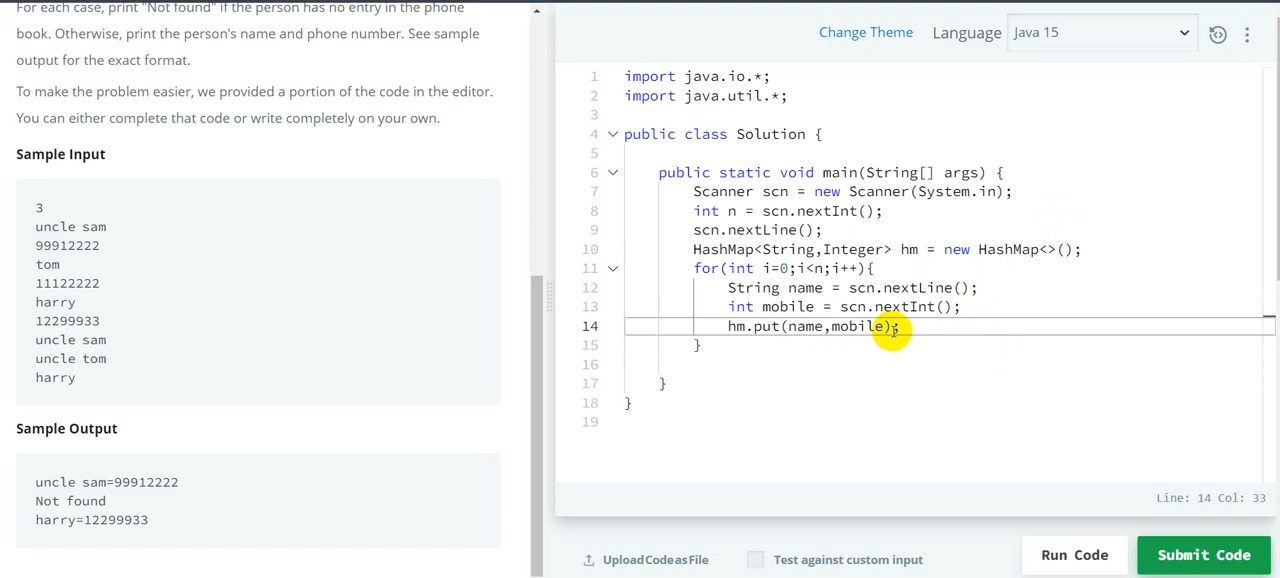 For each case, print "Not found" if the person has no entry in the phone
book. Otherwise, print the person's name and phone number. See sample
output for the exact format.
To make the problem easier, we provided a portion of the code in the editor.
You can either complete that code or write completely on your own.
Sample Input
3
uncle sam
99912222
tom
11122222
harry
12299933
uncle sam
uncle tom
harry
Sample Output
uncle sam=99912222
Not found
harry=12299933
Change Theme Language Java 15
1 import java.io.*;
2 import java.util.*;
3
4 public class Solution {
5
6 public static void main(String[] args) {
7 Scanner scn = new Scanner(System.in);
8 int n = scn.nextInt();
9 scn.nextLine();
10 HashMap<String,Integer> hm = new HashMap<>();
11 for(int i=0;i<n;i++){
12 String name = scn.nextLine();
13 int mobile = scn.nextInt();
14 hm.put(name,mobile);
15 }
16
17 }
18 }
19
Line: 14 Col: 33
Upload Code as File Test against custom input Run Code Submit Code